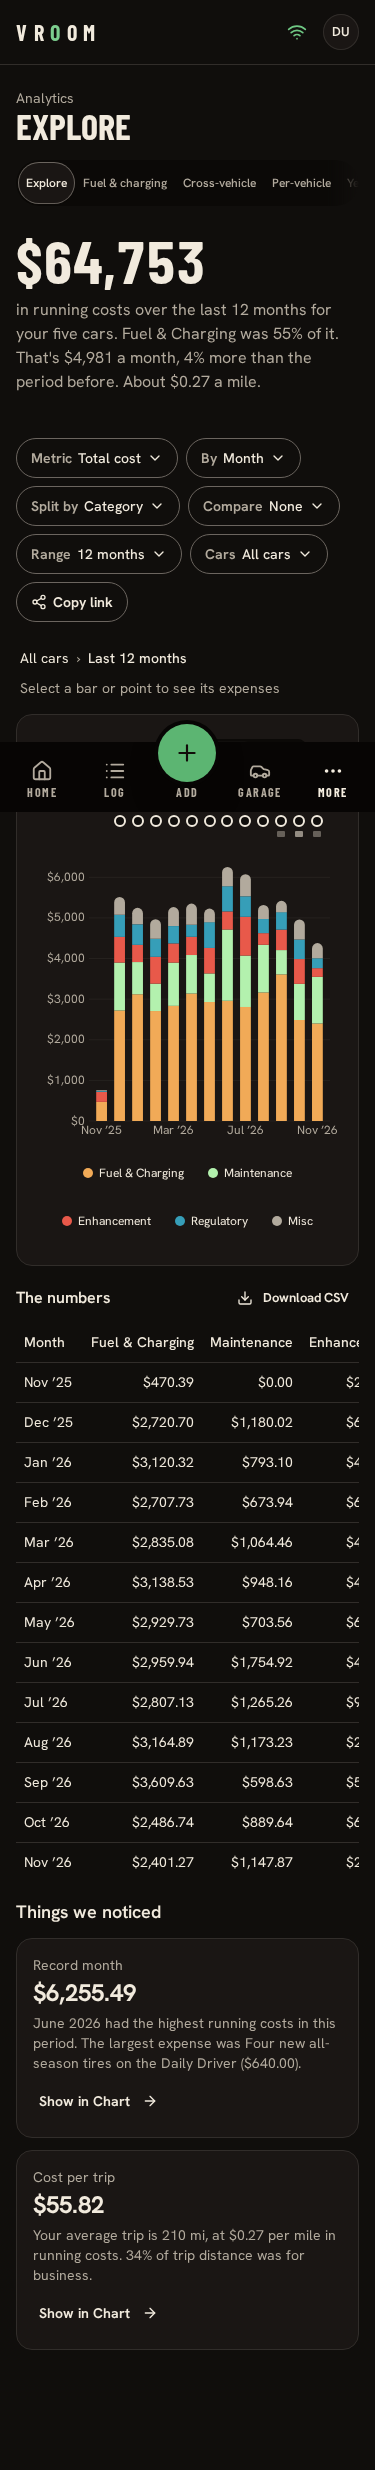 VROOM
DU
Analytics
EXPLORE
Explore Fuel & charging Cross-vehicle Per-vehicle
$64,753
in running costs over the last 12 months for
your five cars. Fuel & Charging was 55% of it.
That's $4,981 a month, 4% more than the
period before. About $0.27 a mile.
Metric Total cost By Month
Split by Category Compare None
Range 12 months Cars All cars
Copy link
All cars › Last 12 months
Select a bar or point to see its expenses
HOME LOG ADD GARAGE MORE
$6,000
$5,000
$4,000
$3,000
$2,000
$1,000
$0
Nov ’25 Mar ’26 Jul ’26 Nov ’26
Fuel & Charging Maintenance
Enhancement Regulatory Misc
The numbers Download CSV
Month Fuel & Charging Maintenance Enhance
Nov ’25 $470.39 $0.00 $2
Dec ’25 $2,720.70 $1,180.02 $6
Jan ’26 $3,120.32 $793.10 $4
Feb ’26 $2,707.73 $673.94 $6
Mar ’26 $2,835.08 $1,064.46 $4
Apr ’26 $3,138.53 $948.16 $4
May ’26 $2,929.73 $703.56 $6
Jun ’26 $2,959.94 $1,754.92 $4
Jul ’26 $2,807.13 $1,265.26 $9
Aug ’26 $3,164.89 $1,173.23 $2
Sep ’26 $3,609.63 $598.63 $5
Oct ’26 $2,486.74 $889.64 $6
Nov ’26 $2,401.27 $1,147.87 $2
Things we noticed
Record month
$6,255.49
June 2026 had the highest running costs in this
period. The largest expense was Four new all-
season tires on the Daily Driver ($640.00).
Show in Chart
Cost per trip
$55.82
Your average trip is 210 mi, at $0.27 per mile in
running costs. 34% of trip distance was for
business.
Show in Chart